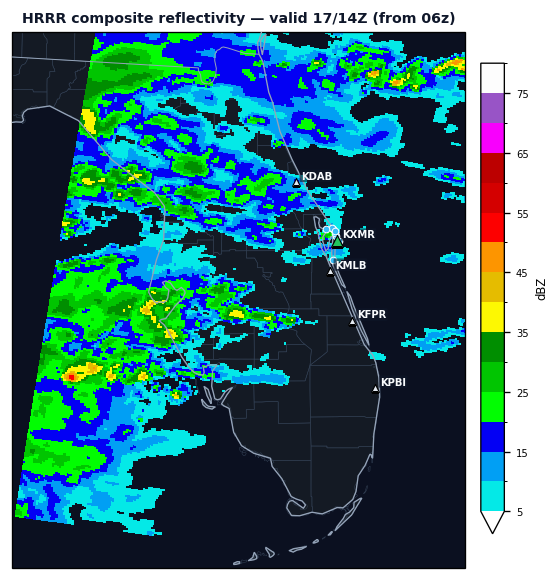 HRRR composite reflectivity — valid 17/14Z (from 06z)
KDAB
KXMR
KMLB
KFPR
KPBI
75
65
55
45
35
25
15
5
dBZ